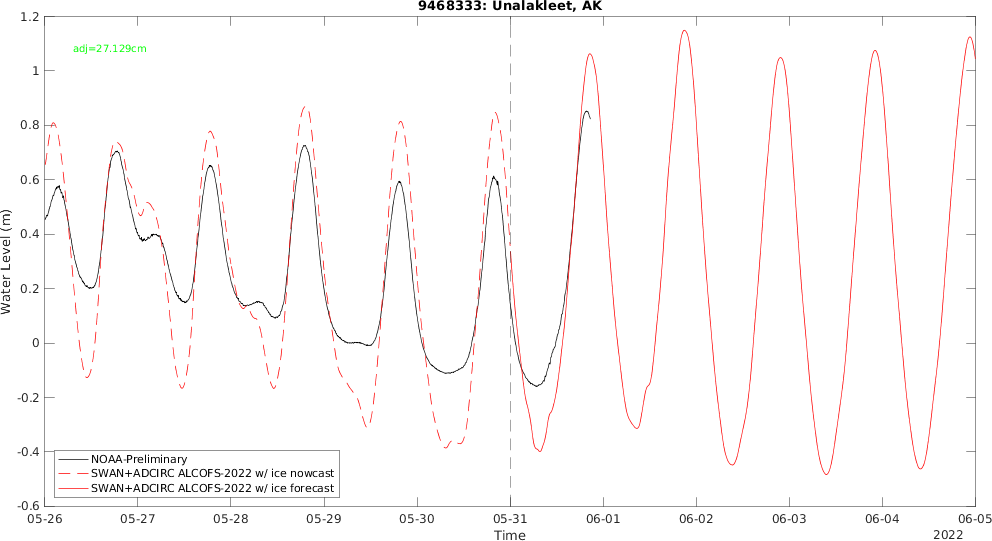 9468333: Unalakleet, AK
adj=27.129cm
Water Level (m)
1.2
1
0.8
0.6
0.4
0.2
0
-0.2
-0.4
-0.6
NOAA-Preliminary
SWAN+ADCIRC ALCOFS-2022 w/ ice nowcast
SWAN+ADCIRC ALCOFS-2022 w/ ice forecast
05-26 05-27 05-28 05-29 05-30 05-31 06-01 06-02 06-03 06-04 06-05
Time
2022